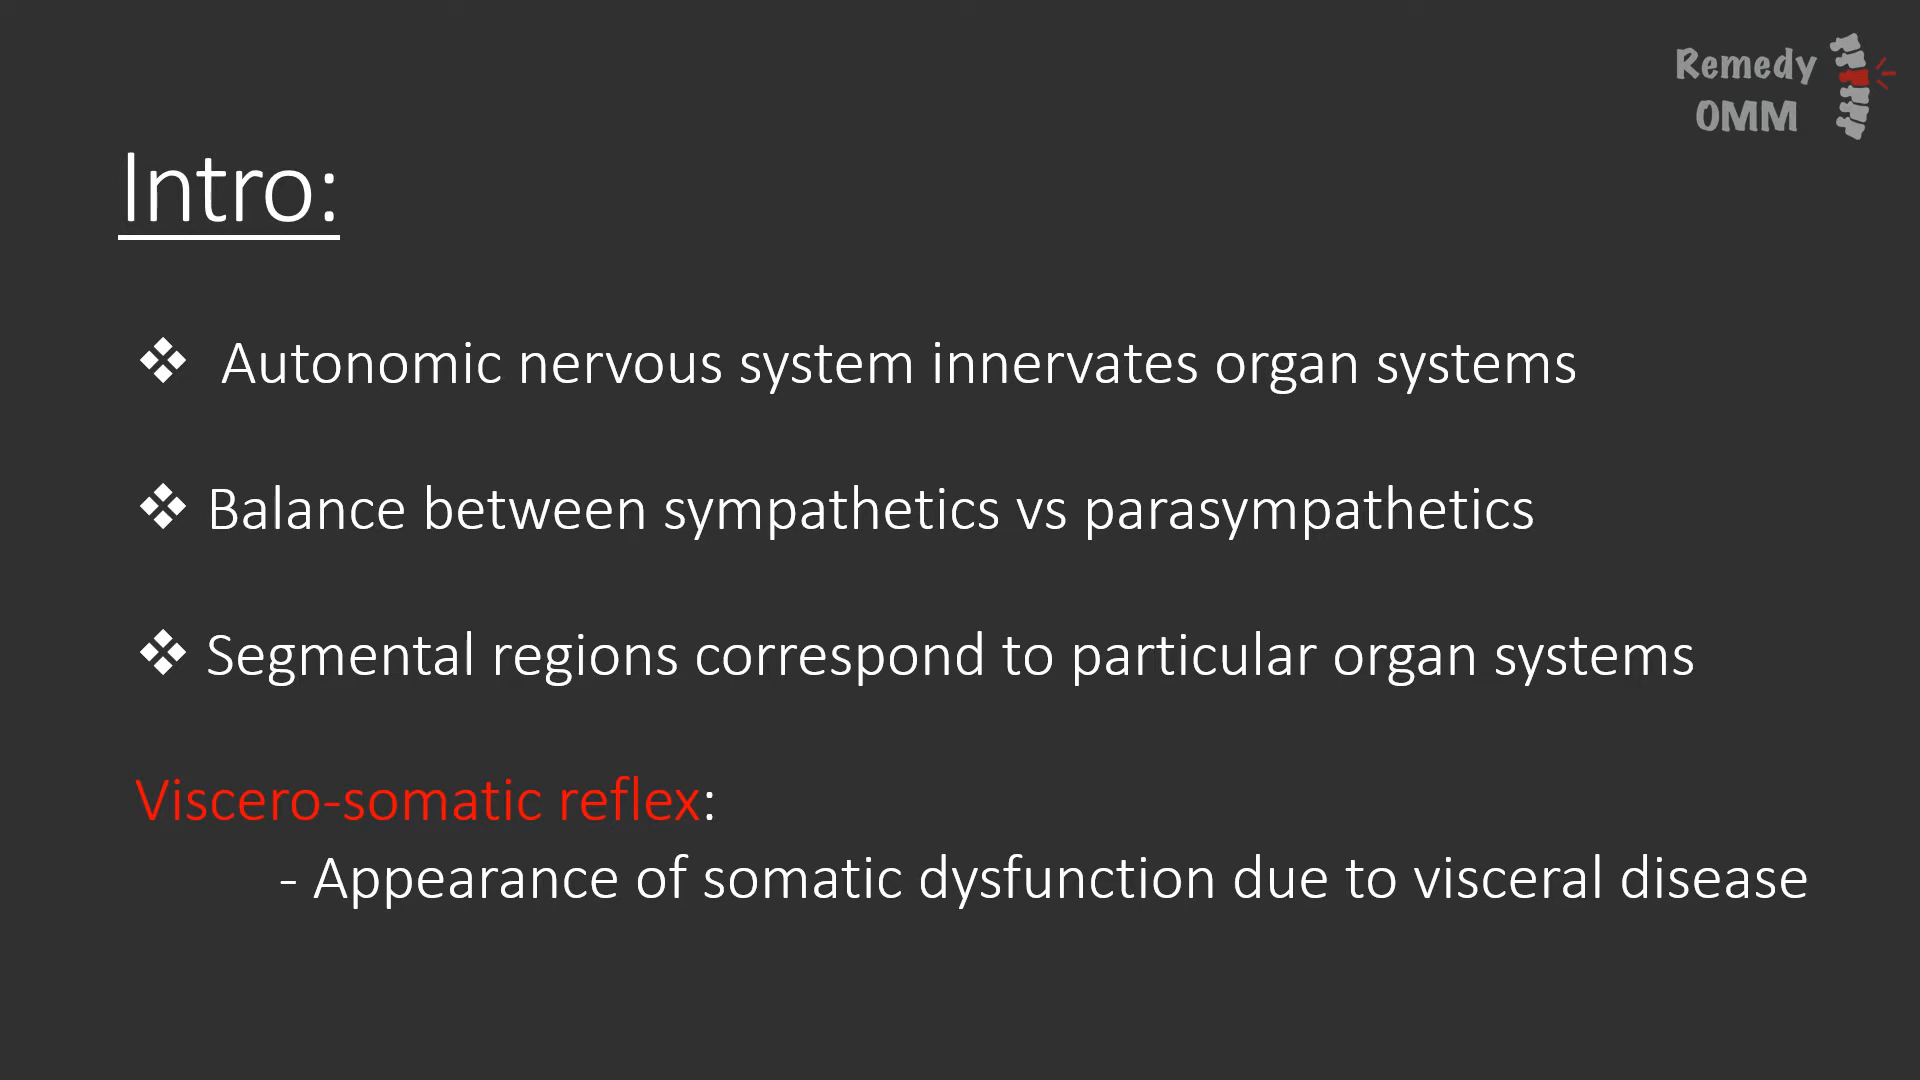 Remedy
OMM
Intro:
❖ Autonomic nervous system innervates organ systems
❖ Balance between sympathetics vs parasympathetics
❖ Segmental regions correspond to particular organ systems
Viscero-somatic reflex:
- Appearance of somatic dysfunction due to visceral disease